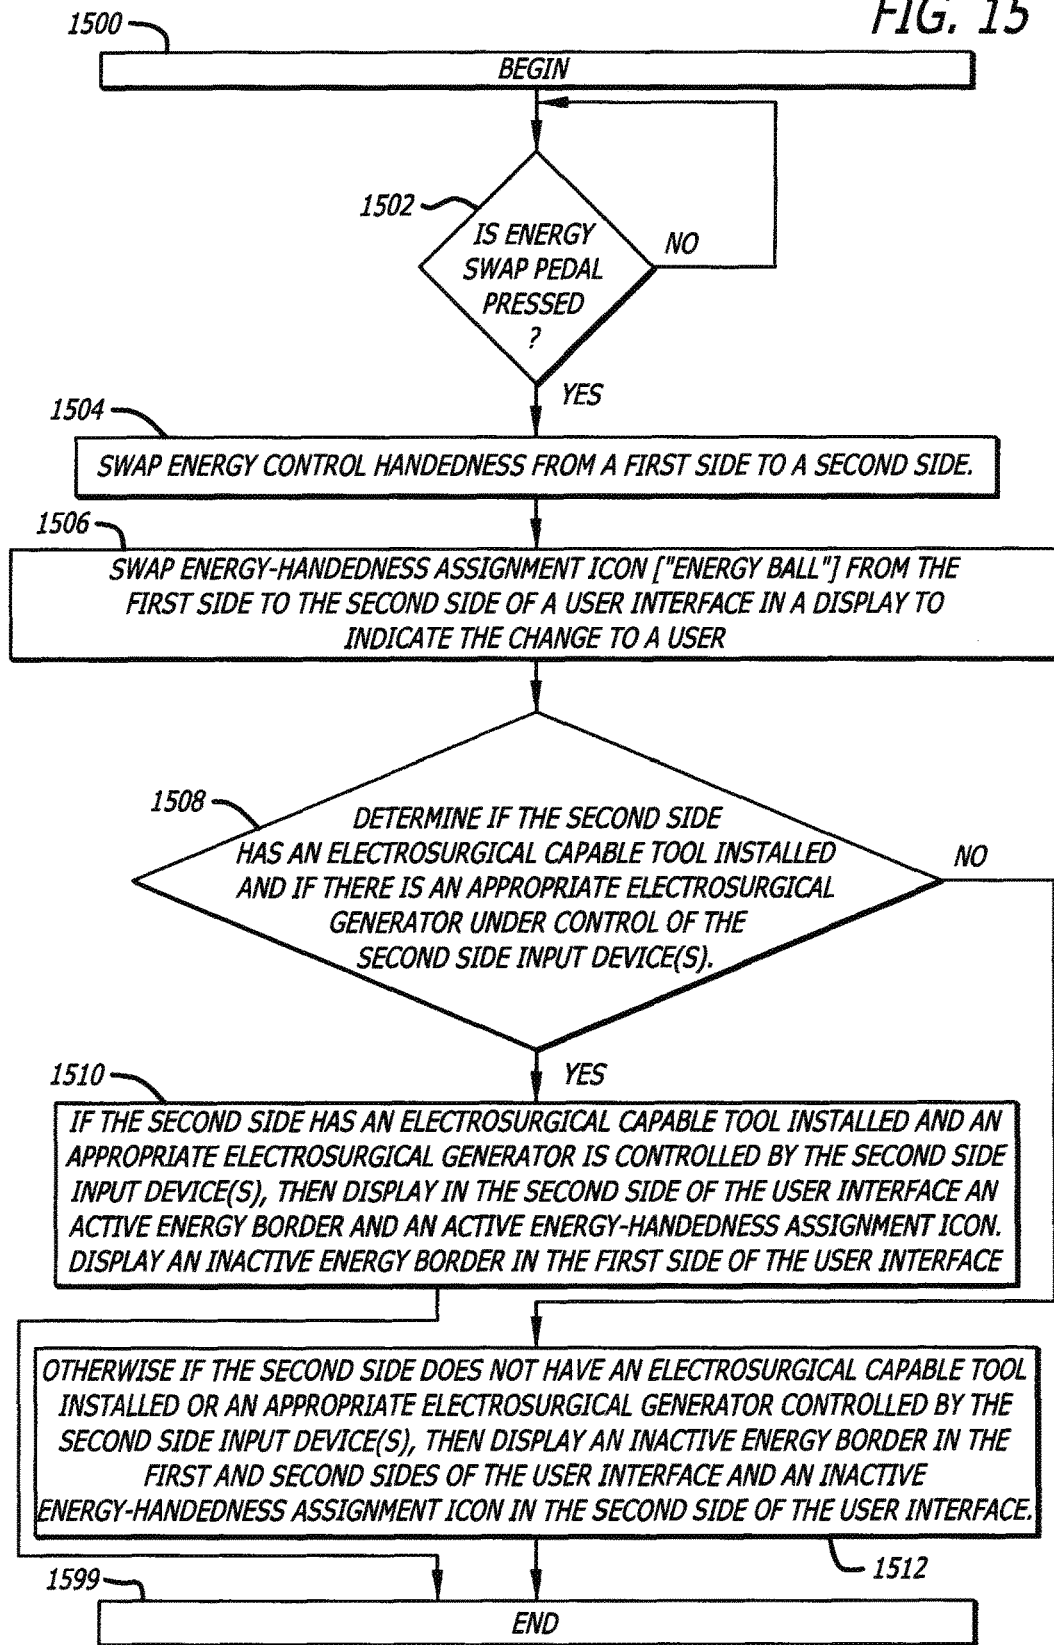 FIG. 15
1500
BEGIN
1502
IS ENERGY
SWAP PEDAL
PRESSED
?
NO
YES
1504
SWAP ENERGY CONTROL HANDEDNESS FROM A FIRST SIDE TO A SECOND SIDE.
1506
SWAP ENERGY-HANDEDNESS ASSIGNMENT ICON ["ENERGY BALL"] FROM THE
FIRST SIDE TO THE SECOND SIDE OF A USER INTERFACE IN A DISPLAY TO
INDICATE THE CHANGE TO A USER
1508
DETERMINE IF THE SECOND SIDE
HAS AN ELECTROSURGICAL CAPABLE TOOL INSTALLED
AND IF THERE IS AN APPROPRIATE ELECTROSURGICAL
GENERATOR UNDER CONTROL OF THE
SECOND SIDE INPUT DEVICE(S).
NO
YES
1510
IF THE SECOND SIDE HAS AN ELECTROSURGICAL CAPABLE TOOL INSTALLED AND AN
APPROPRIATE ELECTROSURGICAL GENERATOR IS CONTROLLED BY THE SECOND SIDE
INPUT DEVICE(S), THEN DISPLAY IN THE SECOND SIDE OF THE USER INTERFACE AN
ACTIVE ENERGY BORDER AND AN ACTIVE ENERGY-HANDEDNESS ASSIGNMENT ICON.
DISPLAY AN INACTIVE ENERGY BORDER IN THE FIRST SIDE OF THE USER INTERFACE
OTHERWISE IF THE SECOND SIDE DOES NOT HAVE AN ELECTROSURGICAL CAPABLE TOOL
INSTALLED OR AN APPROPRIATE ELECTROSURGICAL GENERATOR CONTROLLED BY THE
SECOND SIDE INPUT DEVICE(S), THEN DISPLAY AN INACTIVE ENERGY BORDER IN THE
FIRST AND SECOND SIDES OF THE USER INTERFACE AND AN INACTIVE
ENERGY-HANDEDNESS ASSIGNMENT ICON IN THE SECOND SIDE OF THE USER INTERFACE.
1512
1599
END